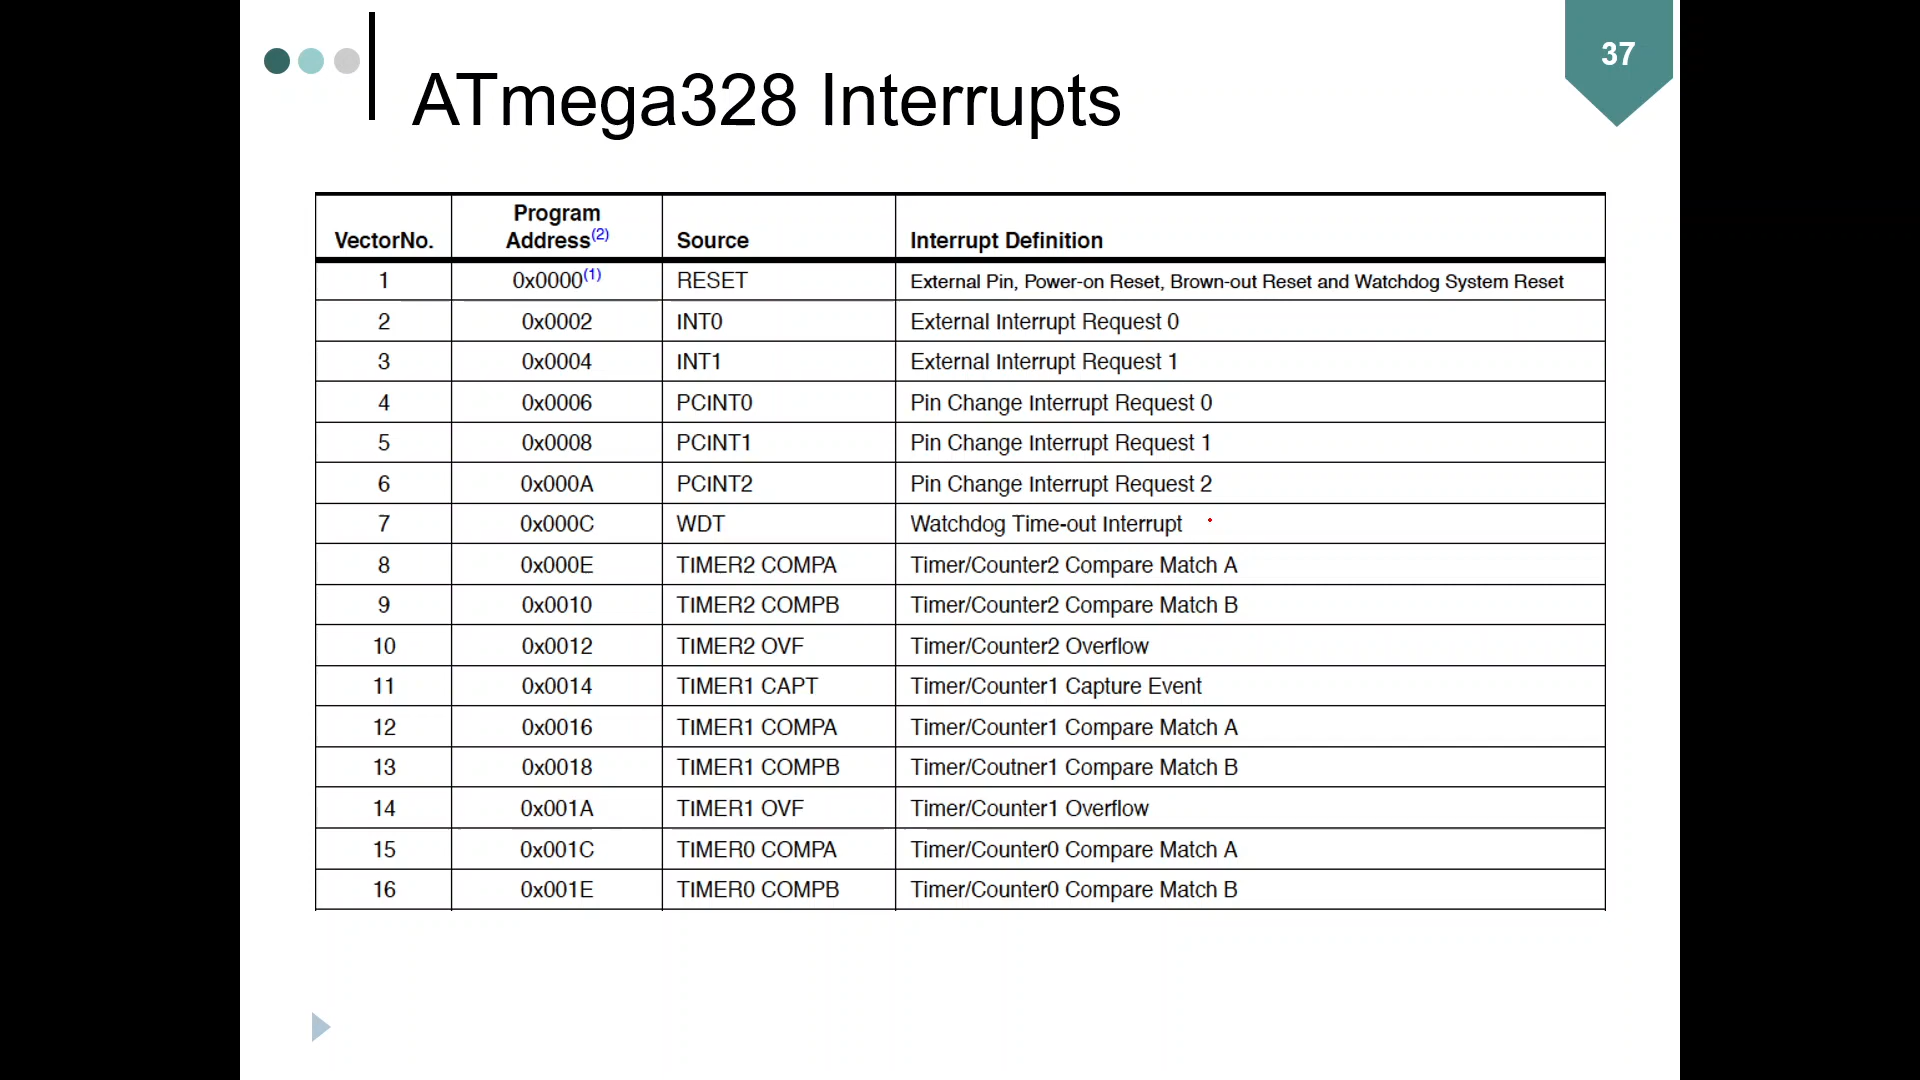 37
ATmega328 Interrupts
VectorNo. Program Address(2) Source Interrupt Definition
1 0x0000(1) RESET External Pin, Power-on Reset, Brown-out Reset and Watchdog System Reset
2 0x0002 INT0 External Interrupt Request 0
3 0x0004 INT1 External Interrupt Request 1
4 0x0006 PCINT0 Pin Change Interrupt Request 0
5 0x0008 PCINT1 Pin Change Interrupt Request 1
6 0x000A PCINT2 Pin Change Interrupt Request 2
7 0x000C WDT Watchdog Time-out Interrupt
8 0x000E TIMER2 COMPA Timer/Counter2 Compare Match A
9 0x0010 TIMER2 COMPB Timer/Counter2 Compare Match B
10 0x0012 TIMER2 OVF Timer/Counter2 Overflow
11 0x0014 TIMER1 CAPT Timer/Counter1 Capture Event
12 0x0016 TIMER1 COMPA Timer/Counter1 Compare Match A
13 0x0018 TIMER1 COMPB Timer/Coutner1 Compare Match B
14 0x001A TIMER1 OVF Timer/Counter1 Overflow
15 0x001C TIMER0 COMPA Timer/Counter0 Compare Match A
16 0x001E TIMER0 COMPB Timer/Counter0 Compare Match B